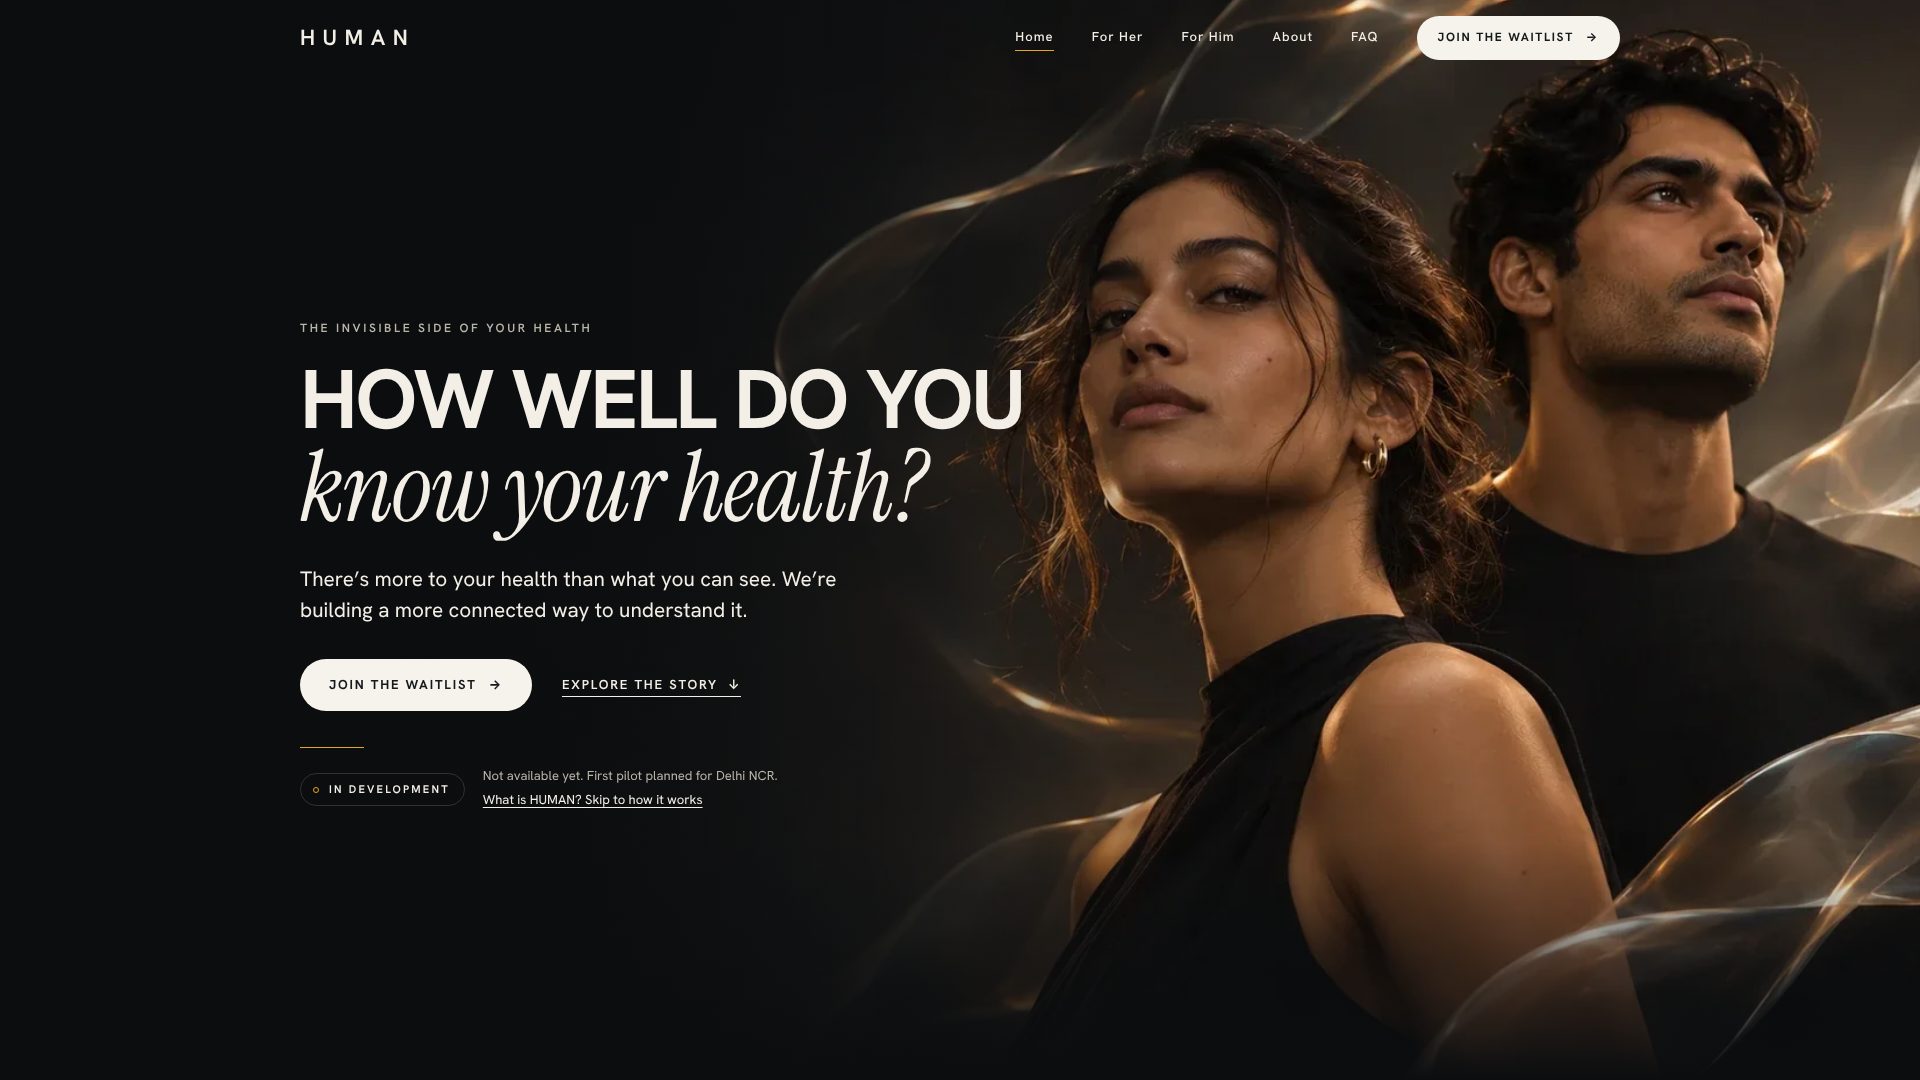 HUMAN
Home
For Her
For Him
About
FAQ
JOIN THE WAITLIST →
THE INVISIBLE SIDE OF YOUR HEALTH
HOW WELL DO YOU
know your health?
There’s more to your health than what you can see. We’re
building a more connected way to understand it.
JOIN THE WAITLIST →
EXPLORE THE STORY ↓
IN DEVELOPMENT
Not available yet. First pilot planned for Delhi NCR.
What is HUMAN? Skip to how it works